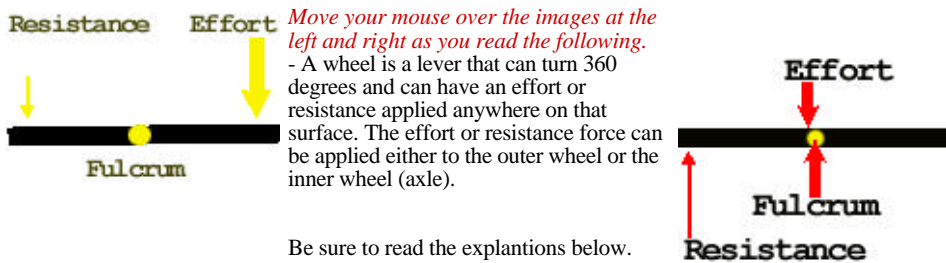 Resistance Effort
Fulcrum
Move your mouse over the images at the
left and right as you read the following.
- A wheel is a lever that can turn 360
degrees and can have an effort or
resistance applied anywhere on that
surface. The effort or resistance force can
be applied either to the outer wheel or the
inner wheel (axle).
Be sure to read the explantions below.
Effort
Fulcrum
Resistance